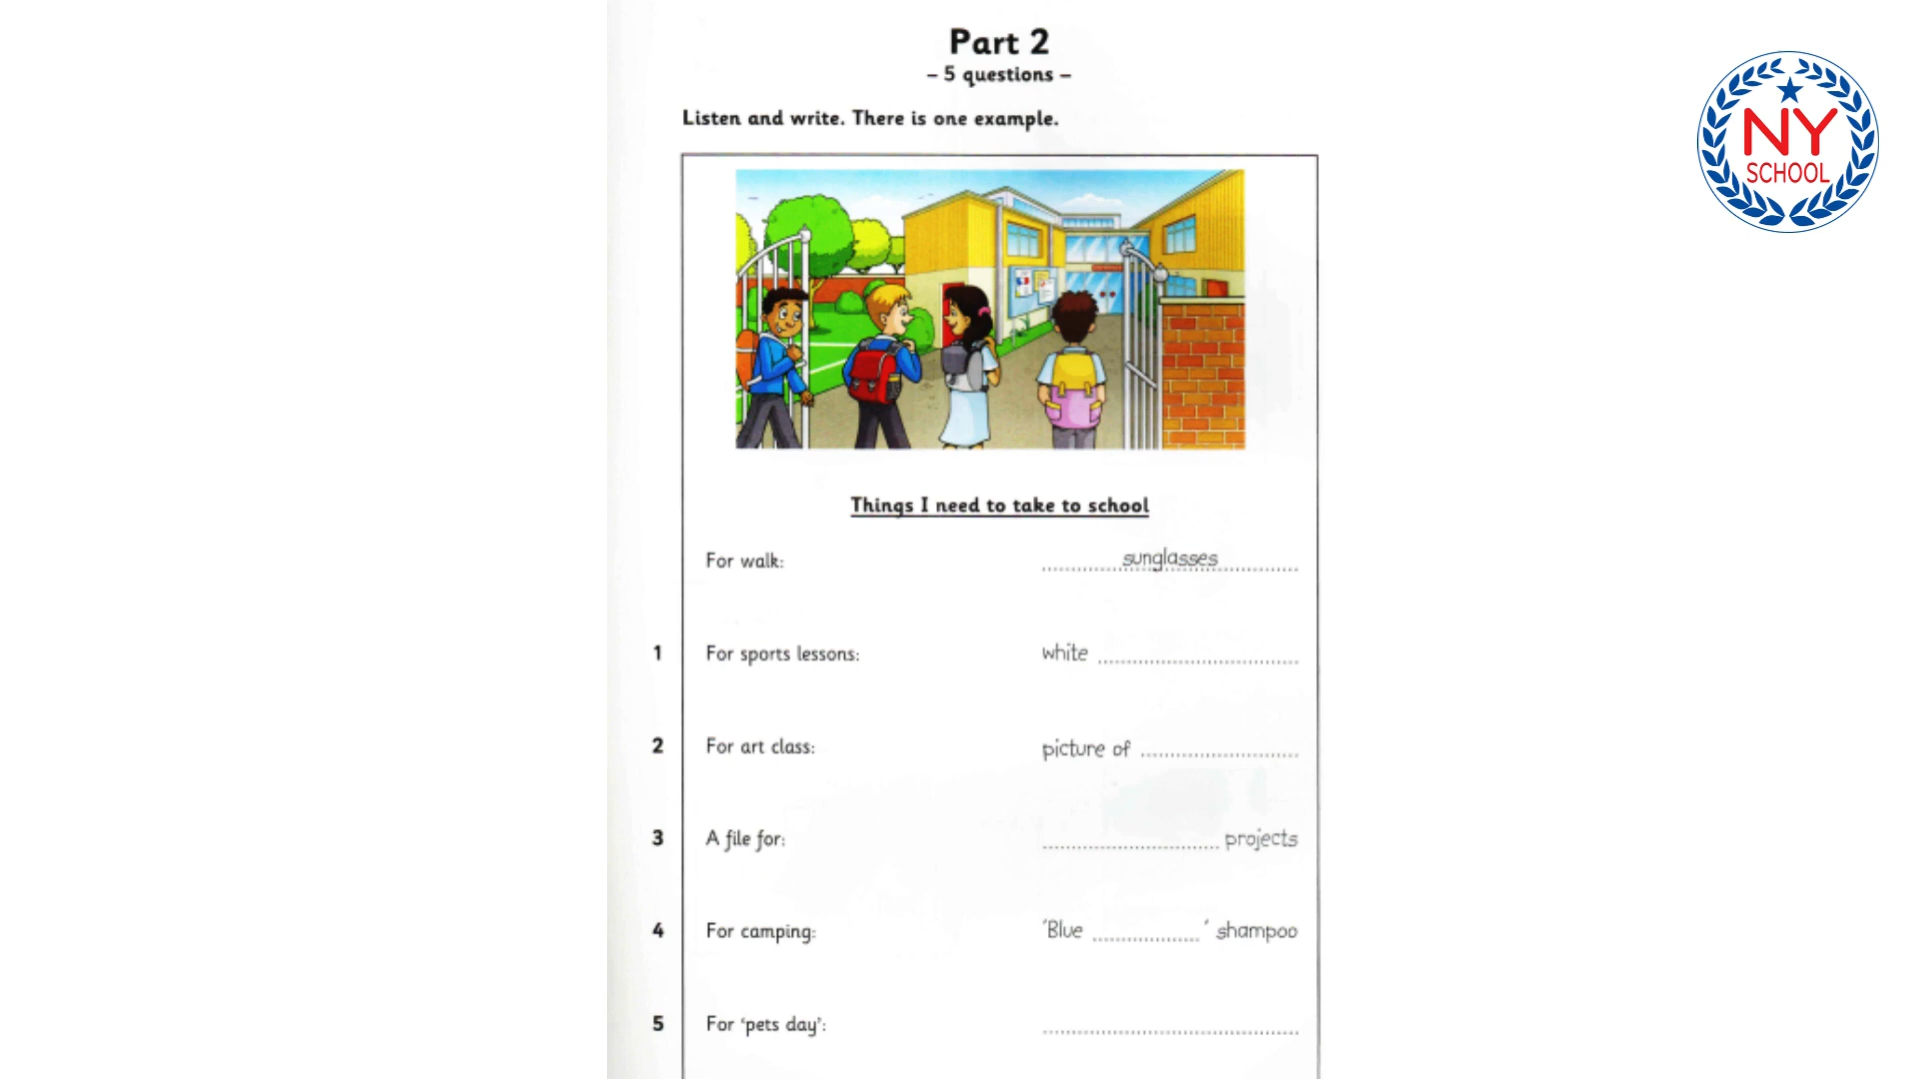 Part 2
– 5 questions –
Listen and write. There is one example.
NY
SCHOOL
Things I need to take to school
For walk: sunglasses
1 For sports lessons: white
2 For art class: picture of
3 A file for: projects
4 For camping: 'Blue ' shampoo
5 For 'pets day':